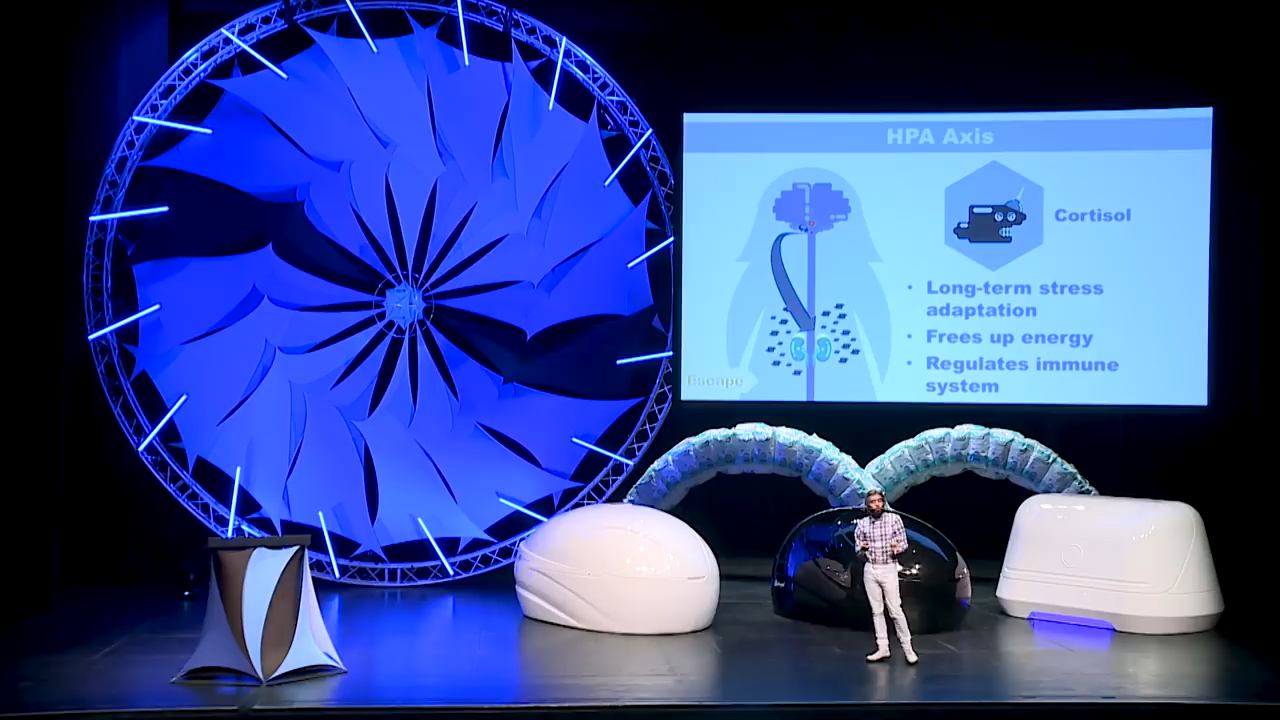 HPA Axis
Cortisol
• Long-term stress
adaptation
• Frees up energy
• Regulates immune
system
Escape